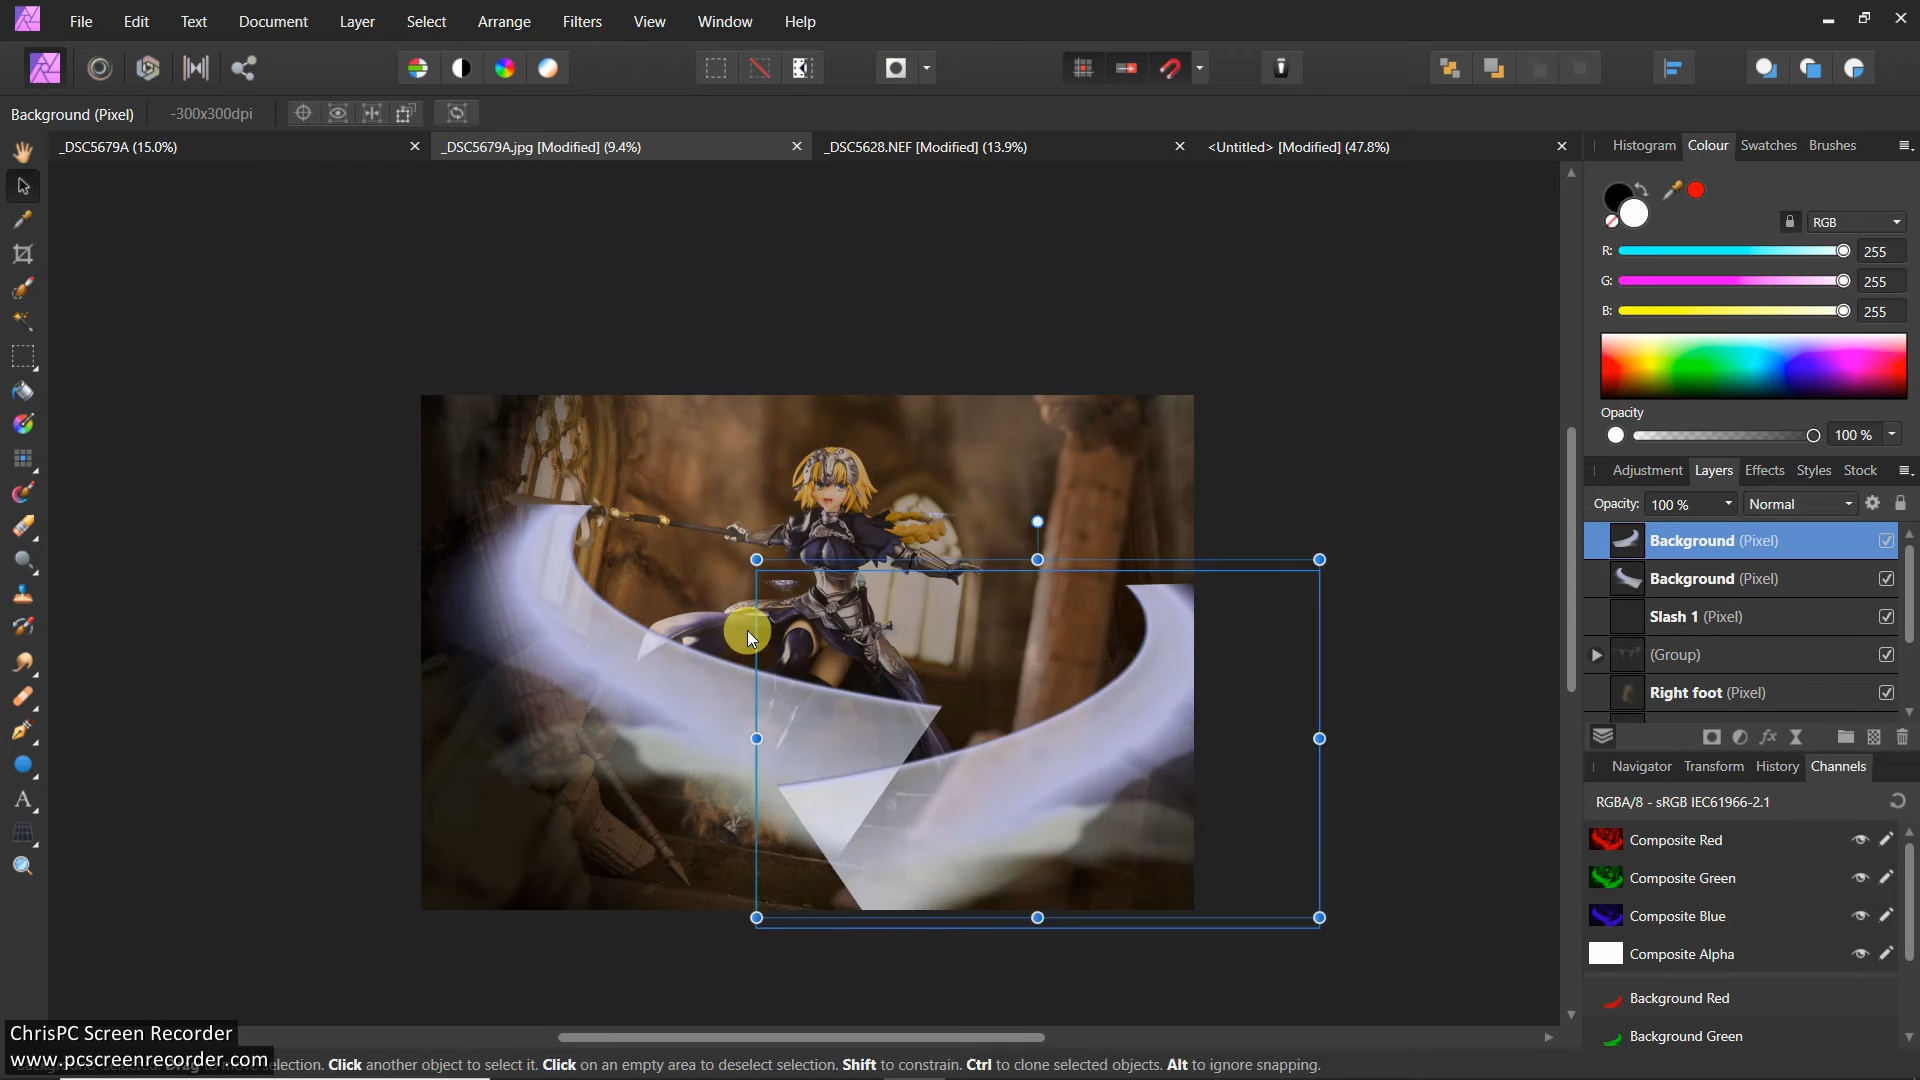 File Edit Text Document Layer Select Arrange Filters View Window Help
Background (Pixel) -300x300dpi
_DSC5679A (15.0%) _DSC5679A.jpg [Modified] (9.4%) _DSC5628.NEF [Modified] (13.9%) <Untitled> [Modified] (47.8%)
Histogram Colour Swatches Brushes
RGB
R: 255
G: 255
B: 255
Opacity
100 %
Adjustment Layers Effects Styles Stock
Opacity: 100 % Normal
Background (Pixel)
Background (Pixel)
Slash 1 (Pixel)
(Group)
Right foot (Pixel)
Navigator Transform History Channels
RGBA/8 - sRGB IEC61966-2.1
Composite Red
Composite Green
Composite Blue
Composite Alpha
Background Red
Background Green
ChrisPC Screen Recorder
www.pcscreenrecorder.com
election. Click another object to select it. Click on an empty area to deselect selection. Shift to constrain. Ctrl to clone selected objects. Alt to ignore snapping.